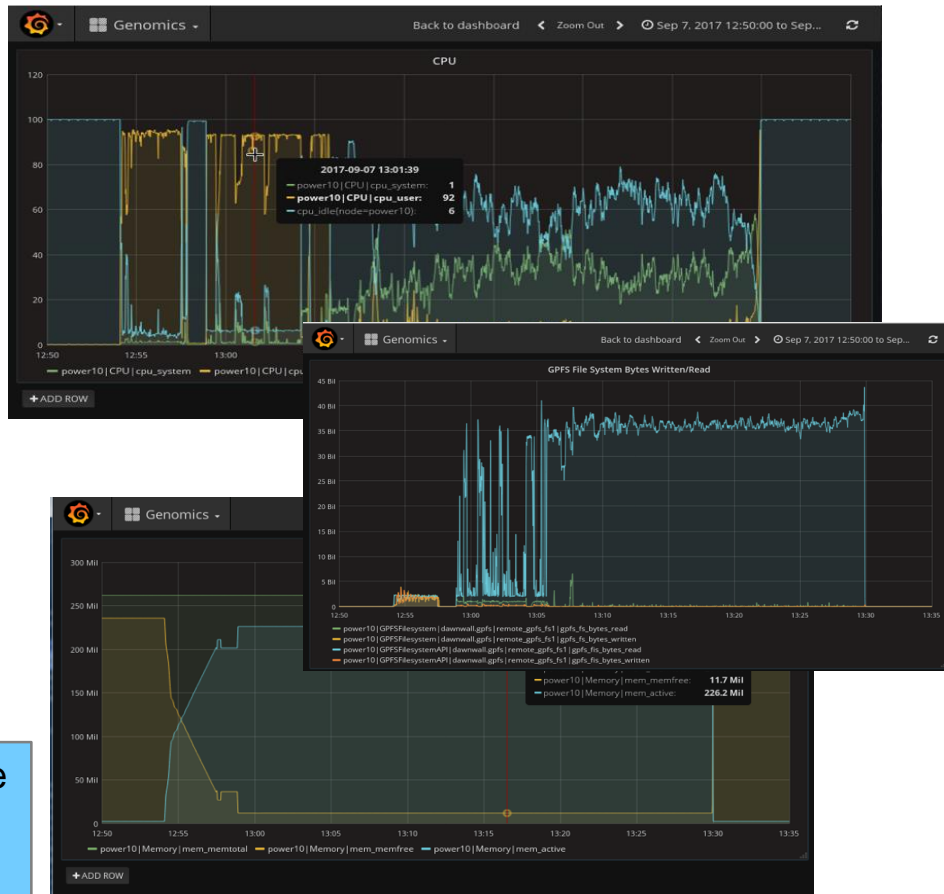 Genomics
Back to dashboard
Zoom Out
Sep 7, 2017 12:50:00 to Sep...
CPU
120
100
80
60
40
20
0
12:50
12:55
13:00
2017-09-07 13:01:39
power10|CPU|cpu_system: 1
power10|CPU|cpu_user: 92
cpu_idle{node=power10}: 6
power10|CPU|cpu_system
power10|CPU|cpu
+ADD ROW
Genomics
Back to dashboard
Zoom Out
Sep 7, 2017 12:50:00 to Sep...
GPFS File System Bytes Written/Read
45 Bil
40 Bil
35 Bil
30 Bil
25 Bil
20 Bil
15 Bil
10 Bil
5 Bil
0
12:50
12:55
13:00
13:05
13:10
13:15
13:20
13:25
13:30
13:35
power10|GPFSFilesystem|dawnwall.gpfs|remote_gpfs_fs1|gpfs_fs_bytes_read
power10|GPFSFilesystem|dawnwall.gpfs|remote_gpfs_fs1|gpfs_fs_bytes_written
power10|GPFSFilesystemAPI|dawnwall.gpfs|remote_gpfs_fs1|gpfs_fis_bytes_read
power10|GPFSFilesystemAPI|dawnwall.gpfs|remote_gpfs_fs1|gpfs_fis_bytes_written
Genomics
300 Mil
250 Mil
200 Mil
150 Mil
100 Mil
50 Mil
0
power10|Memory|mem_memfree: 11.7 Mil
power10|Memory|mem_active: 226.2 Mil
12:50
12:55
13:00
13:05
13:10
13:15
13:20
13:25
13:30
13:35
power10|Memory|mem_memtotal
power10|Memory|mem_memfree
power10|Memory|mem_active
+ADD ROW
e